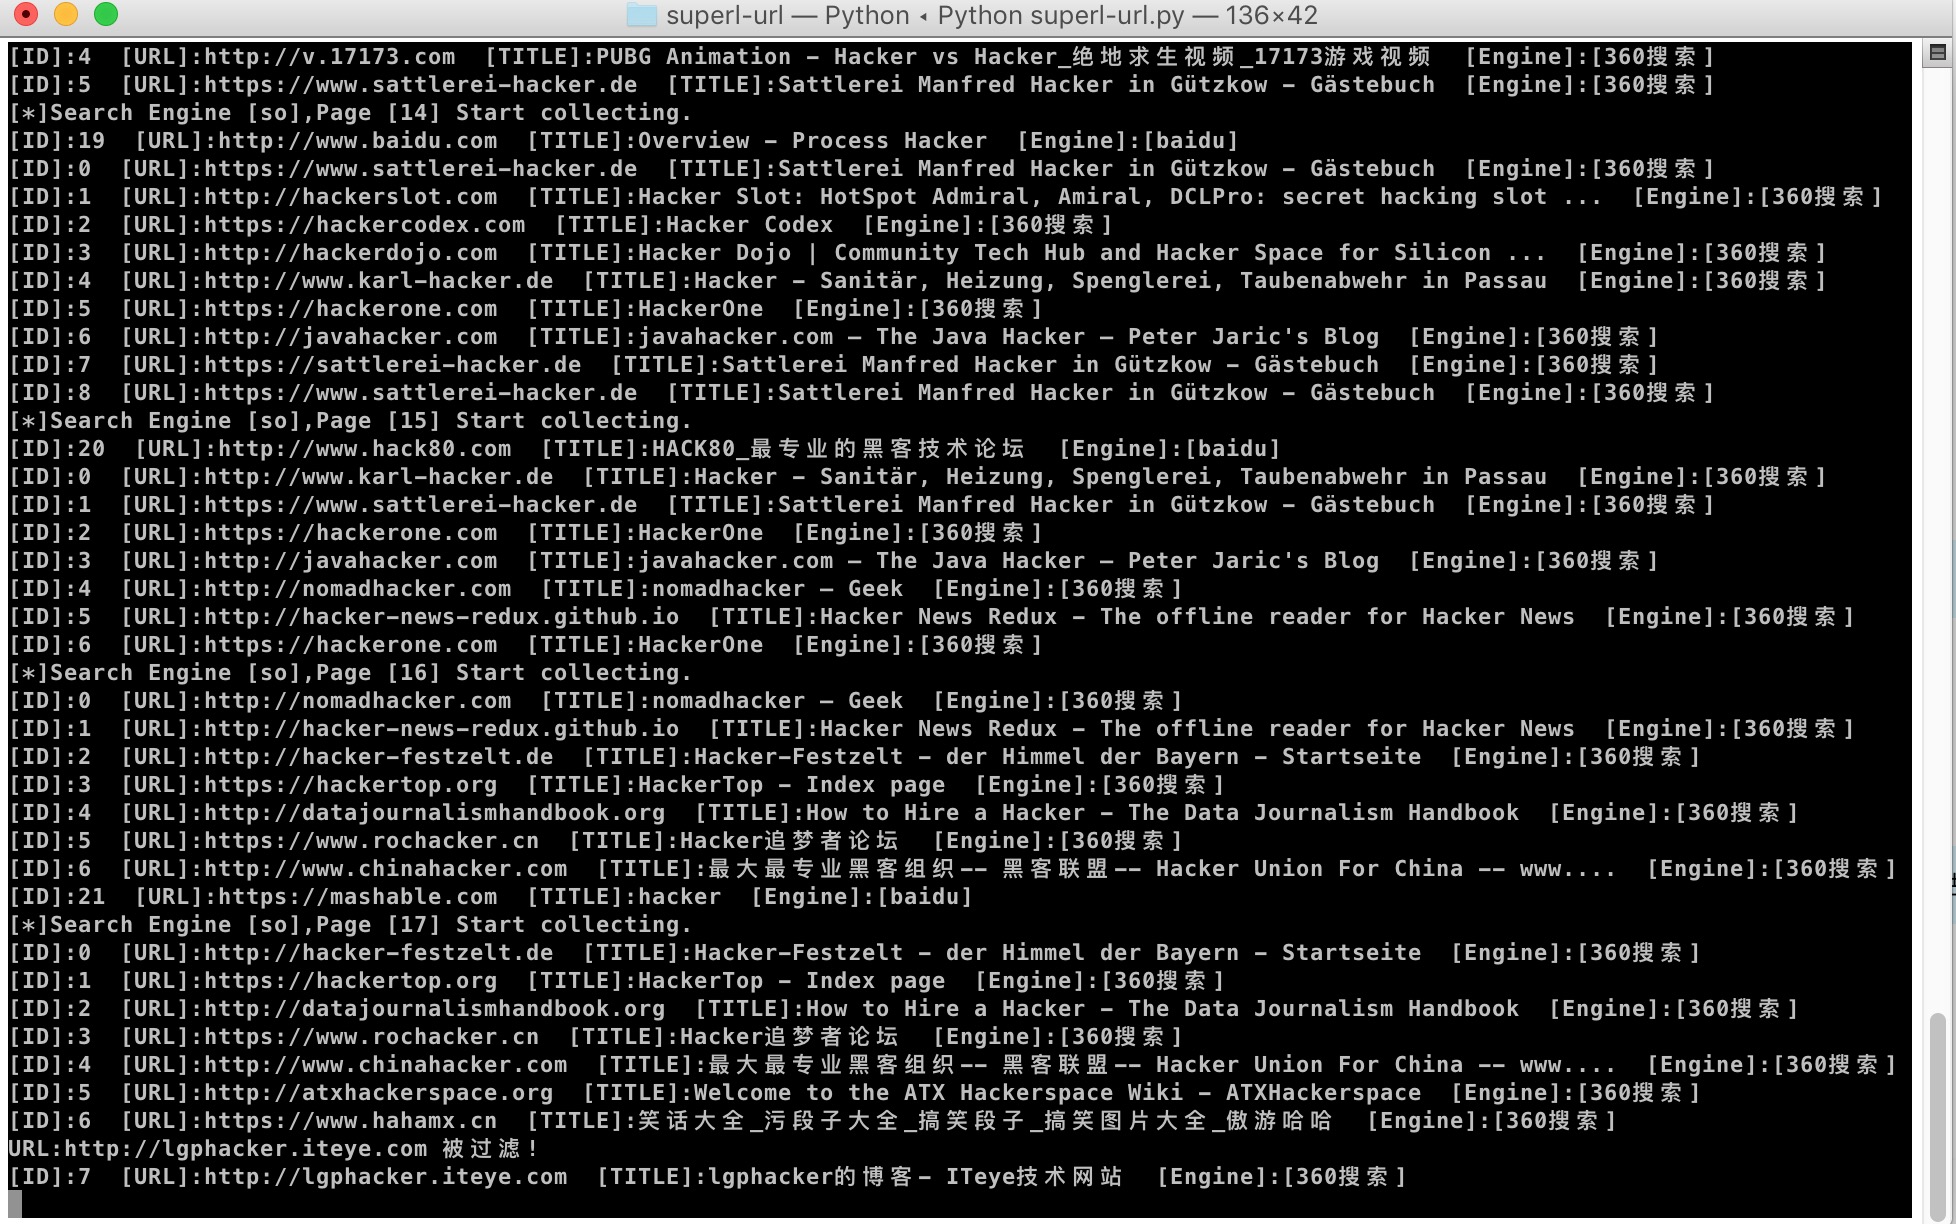 superl-url — Python ◂ Python superl-url.py — 136×42
[ID]:4  [URL]:http://v.17173.com  [TITLE]:PUBG Animation – Hacker vs Hacker_绝地求生视频_17173游戏视频  [Engine]:[360搜索]
[ID]:5  [URL]:https://www.sattlerei-hacker.de  [TITLE]:Sattlerei Manfred Hacker in Gützkow – Gästebuch  [Engine]:[360搜索]
[*]Search Engine [so],Page [14] Start collecting.
[ID]:19  [URL]:http://www.baidu.com  [TITLE]:Overview – Process Hacker  [Engine]:[baidu]
[ID]:0  [URL]:http://www.sattlerei-hacker.de  [TITLE]:Sattlerei Manfred Hacker in Gützkow – Gästebuch  [Engine]:[360搜索]
[ID]:1  [URL]:http://hackerslot.com  [TITLE]:Hacker Slot: HotSpot Admiral, Amiral, DCLPro: secret hacking slot ...  [Engine]:[360搜索]
[ID]:2  [URL]:https://hackercodex.com  [TITLE]:Hacker Codex  [Engine]:[360搜索]
[ID]:3  [URL]:http://hackerdojo.com  [TITLE]:Hacker Dojo | Community Tech Hub and Hacker Space for Silicon ...  [Engine]:[360搜索]
[ID]:4  [URL]:http://www.karl-hacker.de  [TITLE]:Hacker – Sanitär, Heizung, Spenglerei, Taubenabwehr in Passau  [Engine]:[360搜索]
[ID]:5  [URL]:https://hackerone.com  [TITLE]:HackerOne  [Engine]:[360搜索]
[ID]:6  [URL]:http://javahacker.com  [TITLE]:javahacker.com – The Java Hacker – Peter Jaric's Blog  [Engine]:[360搜索]
[ID]:7  [URL]:https://sattlerei-hacker.de  [TITLE]:Sattlerei Manfred Hacker in Gützkow – Gästebuch  [Engine]:[360搜索]
[ID]:8  [URL]:https://www.sattlerei-hacker.de  [TITLE]:Sattlerei Manfred Hacker in Gützkow – Gästebuch  [Engine]:[360搜索]
[*]Search Engine [so],Page [15] Start collecting.
[ID]:20  [URL]:http://www.hack80.com  [TITLE]:HACK80_最专业的黑客技术论坛  [Engine]:[baidu]
[ID]:0  [URL]:http://www.karl-hacker.de  [TITLE]:Hacker – Sanitär, Heizung, Spenglerei, Taubenabwehr in Passau  [Engine]:[360搜索]
[ID]:1  [URL]:https://www.sattlerei-hacker.de  [TITLE]:Sattlerei Manfred Hacker in Gützkow – Gästebuch  [Engine]:[360搜索]
[ID]:2  [URL]:https://hackerone.com  [TITLE]:HackerOne  [Engine]:[360搜索]
[ID]:3  [URL]:http://javahacker.com  [TITLE]:javahacker.com – The Java Hacker – Peter Jaric's Blog  [Engine]:[360搜索]
[ID]:4  [URL]:http://nomadhacker.com  [TITLE]:nomadhacker – Geek  [Engine]:[360搜索]
[ID]:5  [URL]:http://hacker-news-redux.github.io  [TITLE]:Hacker News Redux – The offline reader for Hacker News  [Engine]:[360搜索]
[ID]:6  [URL]:http://hackerone.com  [TITLE]:HackerOne  [Engine]:[360搜索]
[*]Search Engine [so],Page [16] Start collecting.
[ID]:0  [URL]:http://nomadhacker.com  [TITLE]:nomadhacker – Geek  [Engine]:[360搜索]
[ID]:1  [URL]:http://hacker-news-redux.github.io  [TITLE]:Hacker News Redux – The offline reader for Hacker News  [Engine]:[360搜索]
[ID]:2  [URL]:http://hacker-festzelt.de  [TITLE]:Hacker-Festzelt – der Himmel der Bayern – Startseite  [Engine]:[360搜索]
[ID]:3  [URL]:https://hackertop.org  [TITLE]:HackerTop – Index page  [Engine]:[360搜索]
[ID]:4  [URL]:http://datajournalismhandbook.org  [TITLE]:How to Hire a Hacker – The Data Journalism Handbook  [Engine]:[360搜索]
[ID]:5  [URL]:https://www.rochacker.cn  [TITLE]:Hacker追梦者论坛  [Engine]:[360搜索]
[ID]:6  [URL]:http://www.chinahacker.com  [TITLE]:最大最专业黑客组织–– 黑客联盟–– Hacker Union For China –– www....  [Engine]:[360搜索]
[ID]:21  [URL]:https://mashable.com  [TITLE]:hacker  [Engine]:[baidu]
[*]Search Engine [so],Page [17] Start collecting.
[ID]:0  [URL]:http://hacker-festzelt.de  [TITLE]:Hacker-Festzelt – der Himmel der Bayern – Startseite  [Engine]:[360搜索]
[ID]:1  [URL]:https://hackertop.org  [TITLE]:HackerTop – Index page  [Engine]:[360搜索]
[ID]:2  [URL]:http://datajournalismhandbook.org  [TITLE]:How to Hire a Hacker – The Data Journalism Handbook  [Engine]:[360搜索]
[ID]:3  [URL]:https://www.rochacker.cn  [TITLE]:Hacker追梦者论坛  [Engine]:[360搜索]
[ID]:4  [URL]:http://www.chinahacker.com  [TITLE]:最大最专业黑客组织–– 黑客联盟–– Hacker Union For China –– www....  [Engine]:[360搜索]
[ID]:5  [URL]:http://atxhackerspace.org  [TITLE]:Welcome to the ATX Hackerspace Wiki – ATXHackerspace  [Engine]:[360搜索]
[ID]:6  [URL]:https://www.hahamx.cn  [TITLE]:笑话大全_污段子大全_搞笑段子_搞笑图片大全_傲游哈哈  [Engine]:[360搜索]
URL:http://lgphacker.iteye.com 被过滤!
[ID]:7  [URL]:http://lgphacker.iteye.com  [TITLE]:lgphacker的博客– ITeye技术网站  [Engine]:[360搜索]